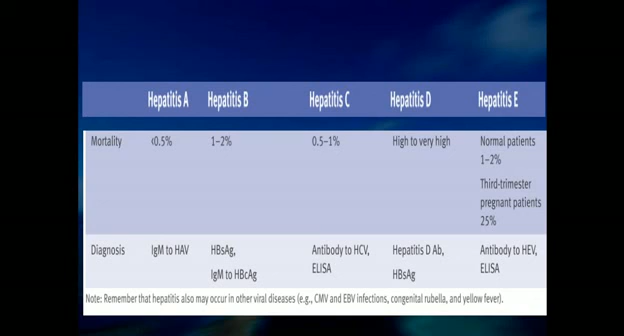 Hepatitis A Hepatitis B Hepatitis C Hepatitis D Hepatitis E
Mortality <0.5% 1–2% 0.5–1% High to very high Normal patients
1–2%
Third-trimester
pregnant patients
25%
Diagnosis IgM to HAV HBsAg, Antibody to HCV, Hepatitis D Ab, Antibody to HEV,
IgM to HBcAg ELISA HBsAg ELISA
Note: Remember that hepatitis also may occur in other viral diseases (e.g., CMV and EBV infections, congenital rubella, and yellow fever).